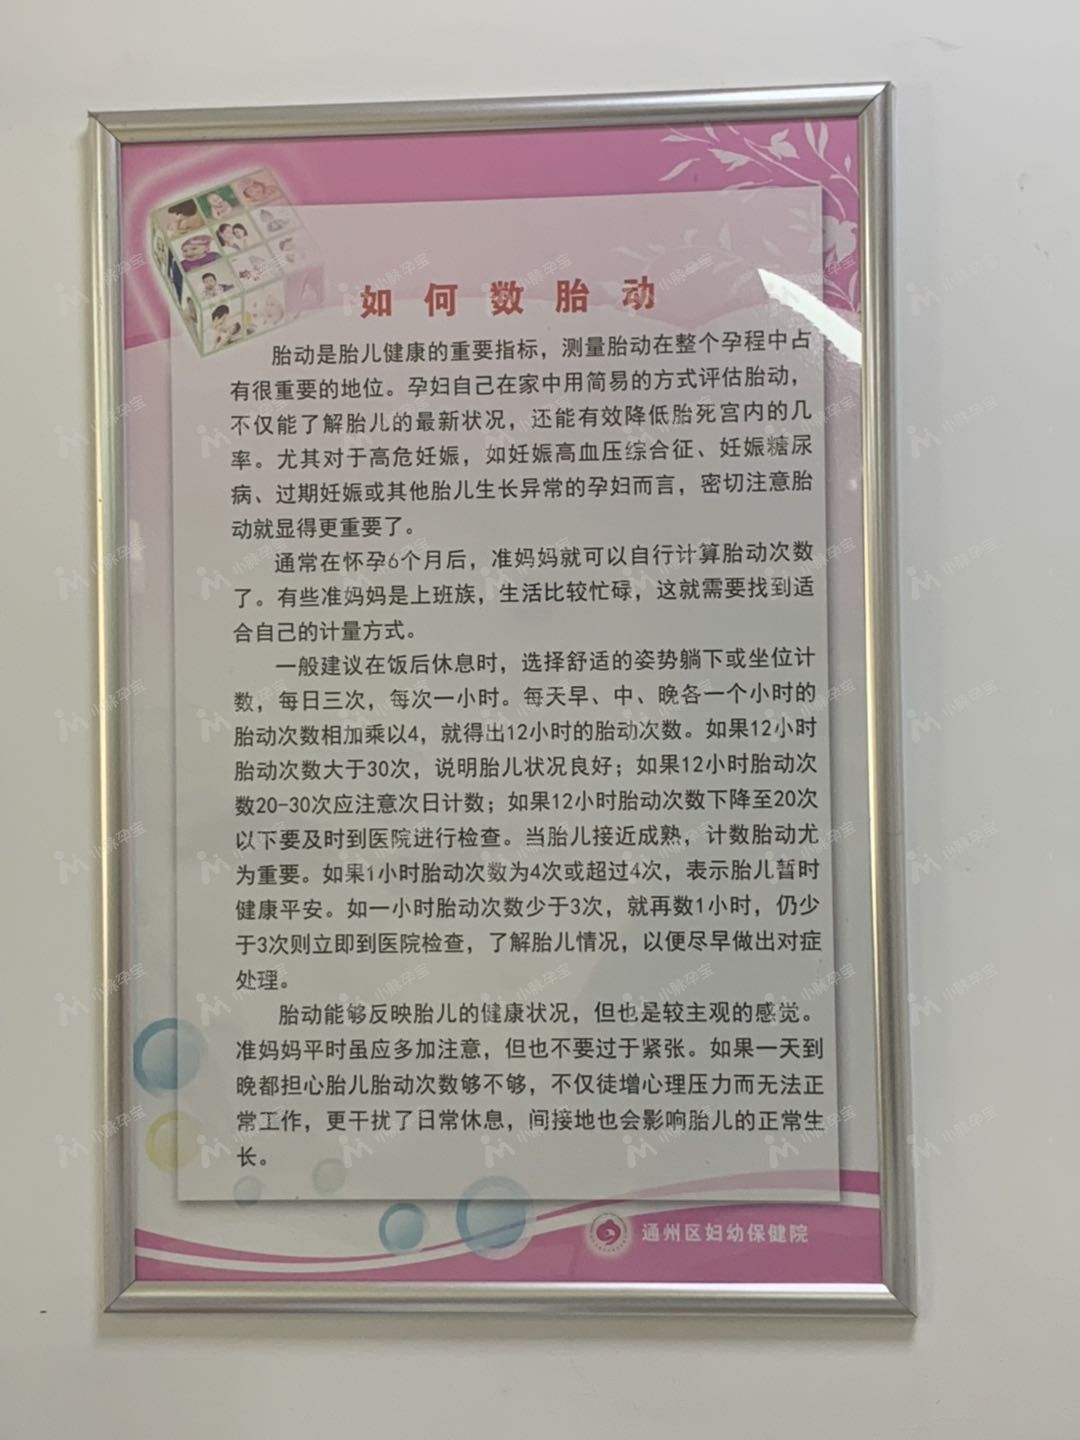 如何数胎动
胎动是胎儿健康的重要指标，测量胎动在整个孕程中占
有很重要的地位。孕妇自己在家中用简易的方式评估胎动，
不仅能了解胎儿的最新状况，还能有效降低胎死宫内的几
率。尤其对于高危妊娠，如妊娠高血压综合征、妊娠糖尿
病、过期妊娠或其他胎儿生长异常的孕妇而言，密切注意胎
动就显得更重要了。
通常在怀孕6个月后，准妈妈就可以自行计算胎动次数
了。有些准妈妈是上班族，生活比较忙碌，这就需要找到适
合自己的计量方式。
一般建议在饭后休息时，选择舒适的姿势躺下或坐位计
数，每日三次，每次一小时。每天早、中、晚各一个小时的
胎动次数相加乘以4，就得出12小时的胎动次数。如果12小时
胎动次数大于30次，说明胎儿状况良好；如果12小时胎动次
数20-30次应注意次日计数；如果12小时胎动次数下降至20次
以下要及时到医院进行检查。当胎儿接近成熟，计数胎动尤
为重要。如果1小时胎动次数为4次或超过4次，表示胎儿暂时
健康平安。如一小时胎动次数少于3次，就再数1小时，仍少
于3次则立即到医院检查，了解胎儿情况，以便尽早做出对症
处理。
胎动能够反映胎儿的健康状况，但也是较主观的感觉。
准妈妈平时虽应多加注意，但也不要过于紧张。如果一天到
晚都担心胎儿胎动次数够不够，不仅徒增心理压力而无法正
常工作，更干扰了日常休息，间接地也会影响胎儿的正常生
长。
通州区妇幼保健院
小脉孕宝